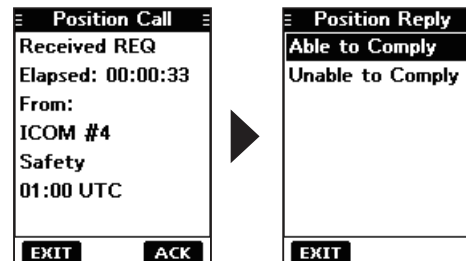 Position Call
Received REQ
Elapsed: 00:00:33
From:
ICOM #4
Safety
01:00 UTC
EXIT ACK
Position Reply
Able to Comply
Unable to Comply
EXIT